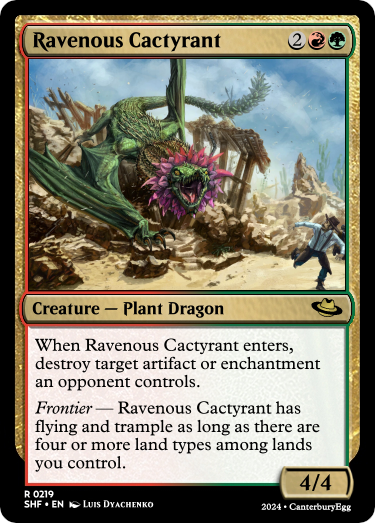 Ravenous Cactyrant 2
Creature — Plant Dragon
When Ravenous Cactyrant enters,
destroy target artifact or enchantment
an opponent controls.
Frontier — Ravenous Cactyrant has
flying and trample as long as there are
four or more land types among lands
you control.
4/4
R 0219
SHF • EN Luis Dyachenko
2024 • CanterburyEgg